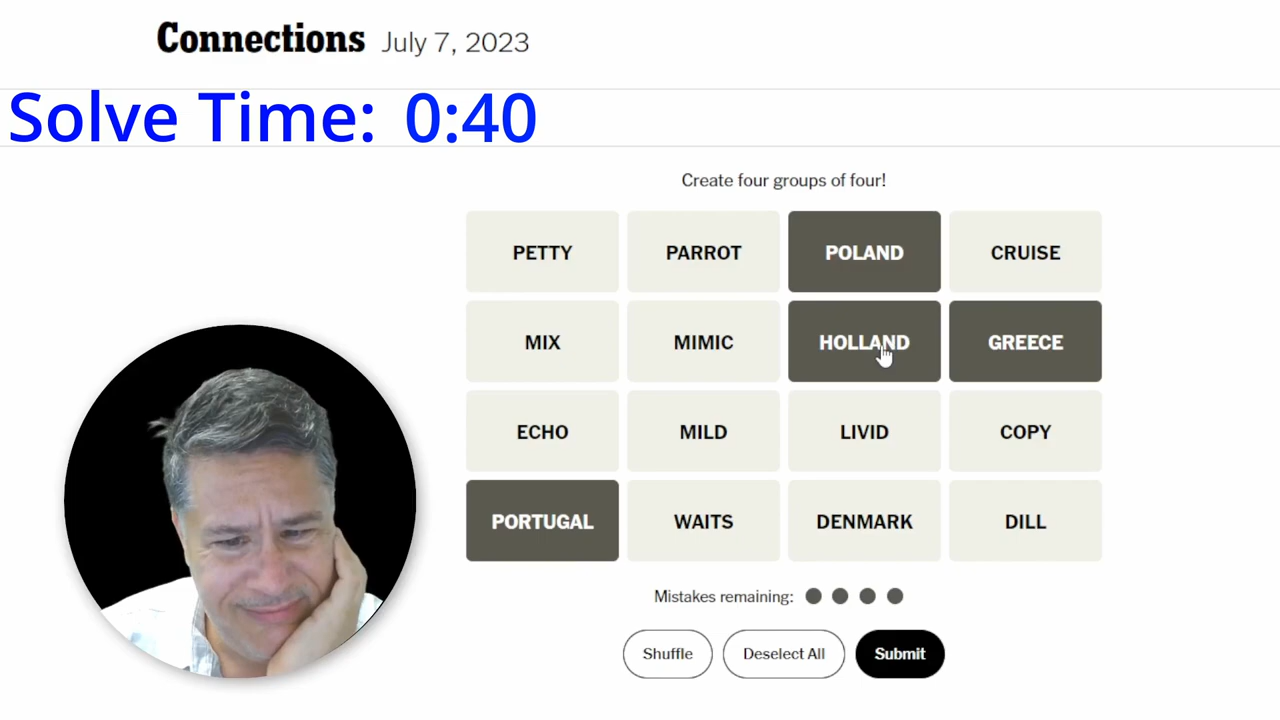 Connections July 7, 2023
Solve Time: 0:40
Create four groups of four!
PETTY PARROT POLAND CRUISE
MIX MIMIC HOLLAND GREECE
ECHO MILD LIVID COPY
PORTUGAL WAITS DENMARK DILL
Mistakes remaining:
Shuffle Deselect All Submit